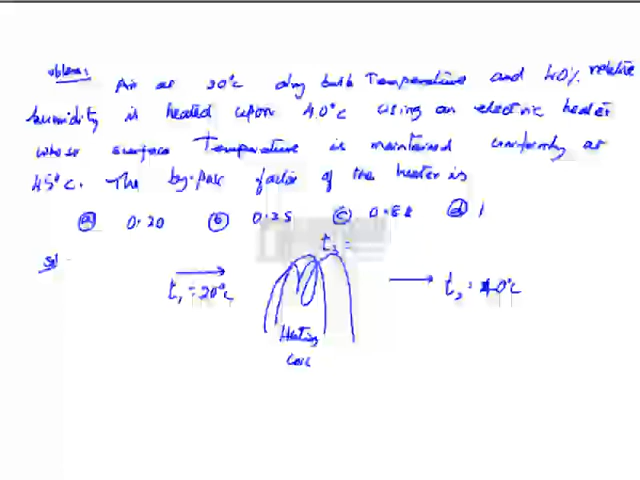 Problem: Air at 20°c dry bulb Temperature and 40% relative
humidity is heated upon 40°c using an electric heater
whose surface Temperature is maintained uniformly at
45°c. The by-pass factor of the heater is
(a) 0.20 (b) 0.25 (c) 0.88 (d) 1
Sol
t3 =
t1 = 20°c
t2 = 40°c
Heating
coil